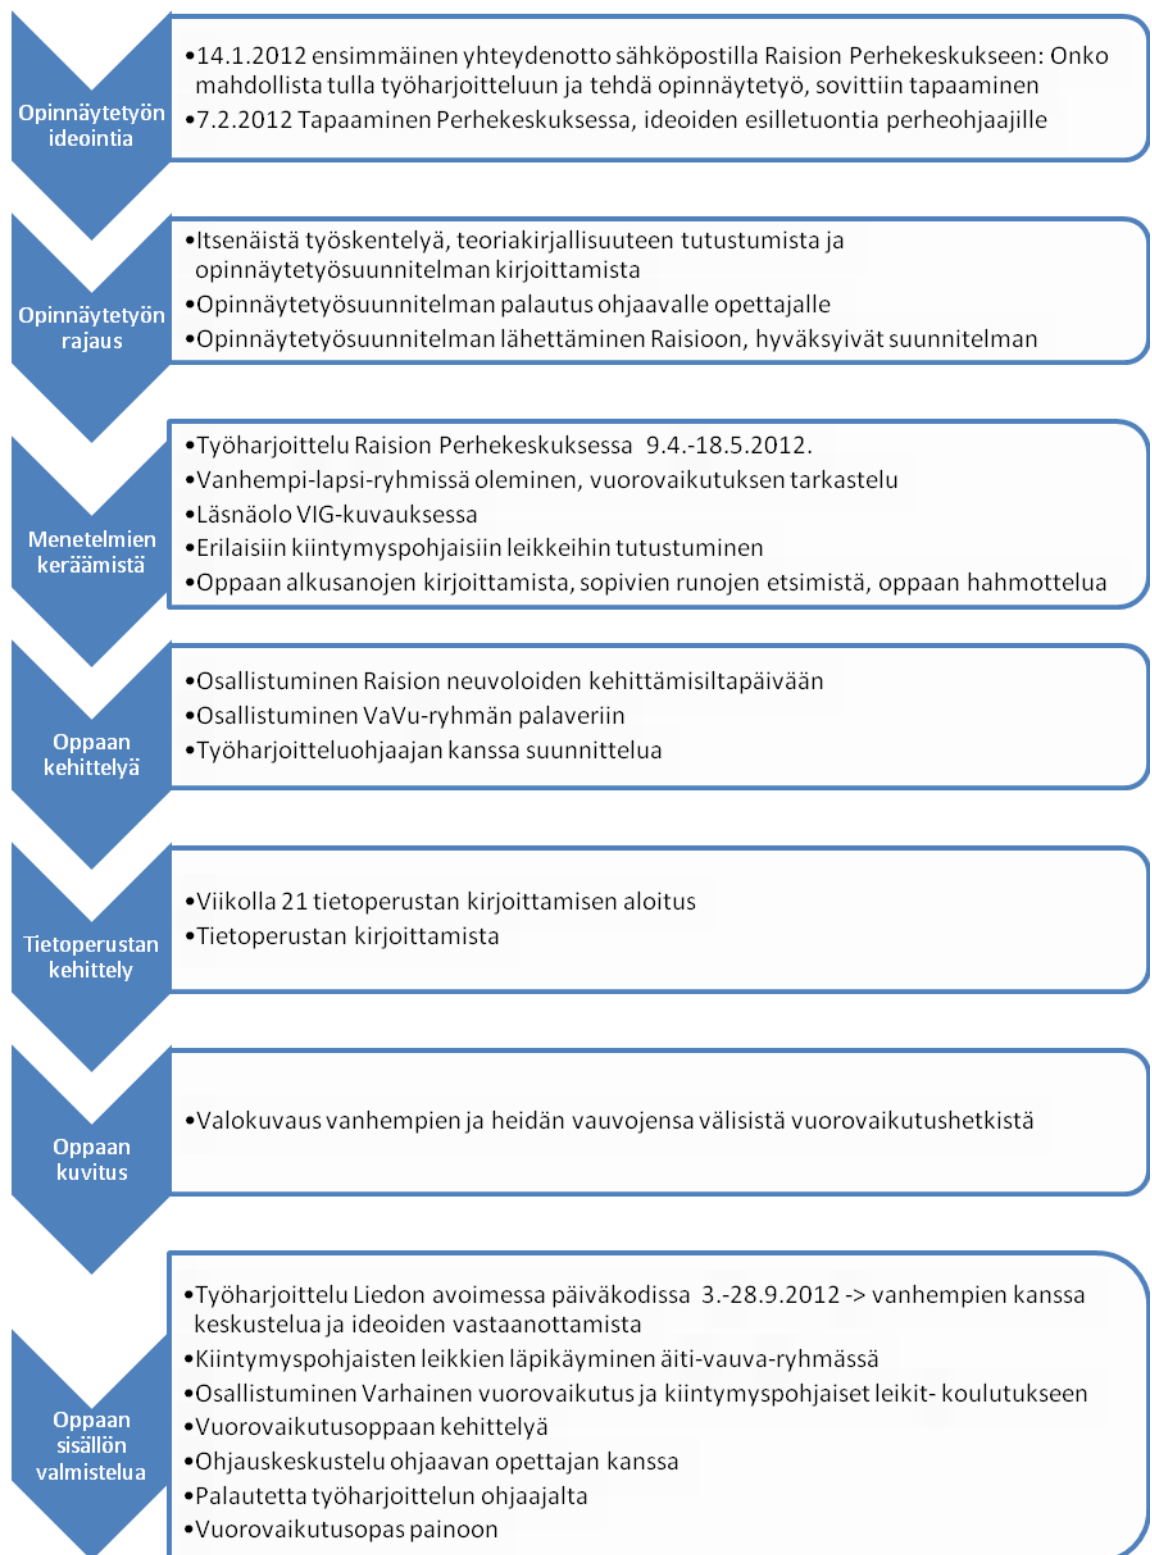 Opinnäytetyön
ideointia
•14.1.2012 ensimmäinen yhteydenotto sähköpostilla Raision Perhekeskukseen: Onko
mahdollista tulla työharjoitteluun ja tehdä opinnäytetyö, sovittiin tapaaminen
•7.2.2012 Tapaaminen Perhekeskuksessa, ideoiden esilletuontia perheohjaajille
Opinnäytetyön
rajaus
•Itsenäistä työskentelyä, teoriakirjallisuuteen tutustumista ja
opinnäytetyösuunnitelman kirjoittamista
•Opinnäytetyösuunnitelman palautus ohjaavalle opettajalle
•Opinnäytetyösuunnitelman lähettäminen Raisioon, hyväksyivät suunnitelman
Menetelmien
keräämistä
•Työharjoittelu Raision Perhekeskuksessa 9.4.-18.5.2012.
•Vanhempi-lapsi-ryhmissä oleminen, vuorovaikutuksen tarkastelu
•Läsnäolo VIG-kuvauksessa
•Erilaisiin kiintymyspohjaisiin leikkeihin tutustuminen
•Oppaan alkusanojen kirjoittamista, sopivien runojen etsimistä, oppaan hahmottelua
Oppaan
kehittelyä
•Osallistuminen Raision neuvoloiden kehittämisiltapäivään
•Osallistuminen VaVu-ryhmän palaveriin
•Työharjoitteluohjaajan kanssa suunnittelua
Tietoperustan
kehittely
•Viikolla 21 tietoperustan kirjoittamisen aloitus
•Tietoperustan kirjoittamista
Oppaan
kuvitus
•Valokuvaus vanhempien ja heidän vauvojensa välisistä vuorovaikutushetkistä
Oppaan
sisällön
valmistelua
•Työharjoittelu Liedon avoimessa päiväkodissa 3.-28.9.2012 -> vanhempien kanssa
keskustelua ja ideoiden vastaanottamista
•Kiintymyspohjaisten leikkien läpikäyminen äiti-vauva-ryhmässä
•Osallistuminen Varhainen vuorovaikutus ja kiintymyspohjaiset leikit- koulutukseen
•Vuorovaikutusoppaan kehittelyä
•Ohjauskeskustelu ohjaavan opettajan kanssa
•Palautetta työharjoittelun ohjaajalta
•Vuorovaikutusopas painoon